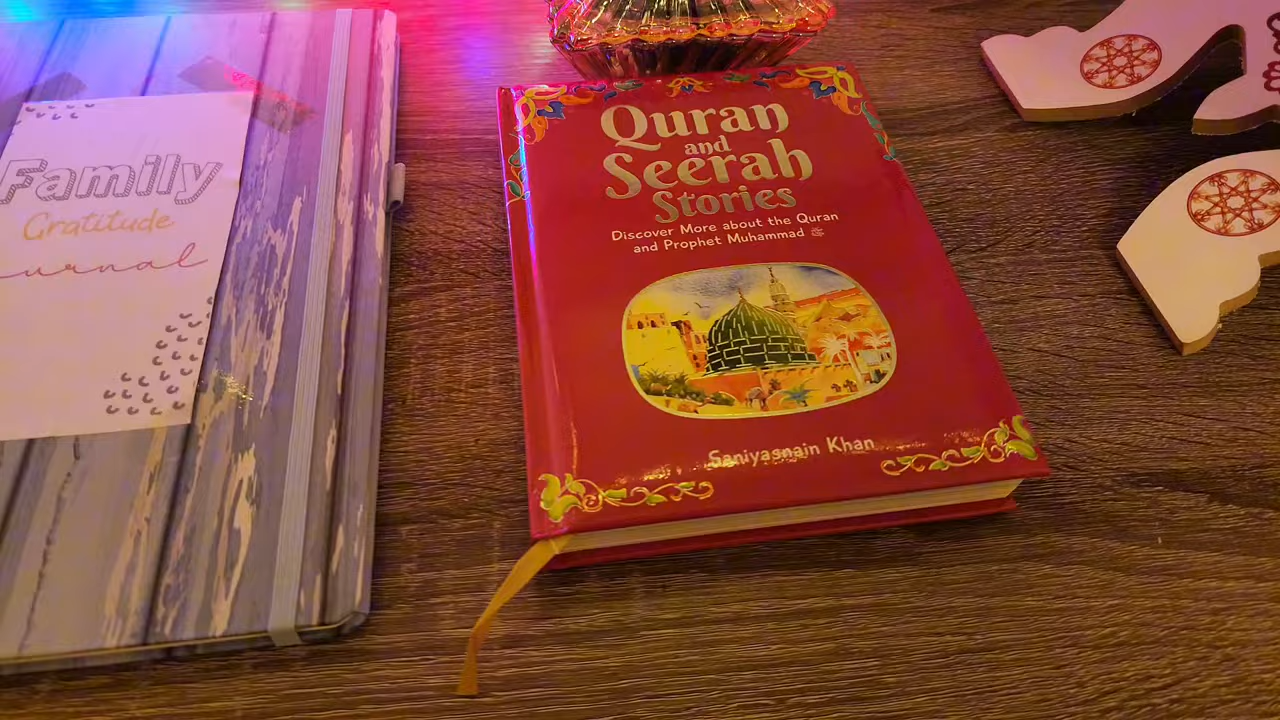 Family
Gratitude
Quran
and
Seerah
Stories
Discover More about the Quran
and Prophet Muhammad ﷺ
Saniyasnain Khan